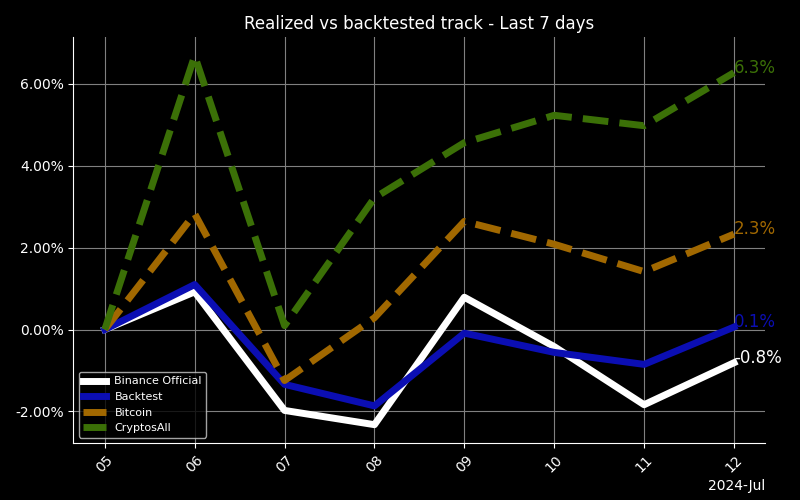 Realized vs backtested track - Last 7 days
6.00%
4.00%
2.00%
0.00%
-2.00%
6.3%
2.3%
0.1%
-0.8%
Binance Official
Backtest
Bitcoin
CryptosAll
05 06 07 08 09 10 11 12
2024-Jul